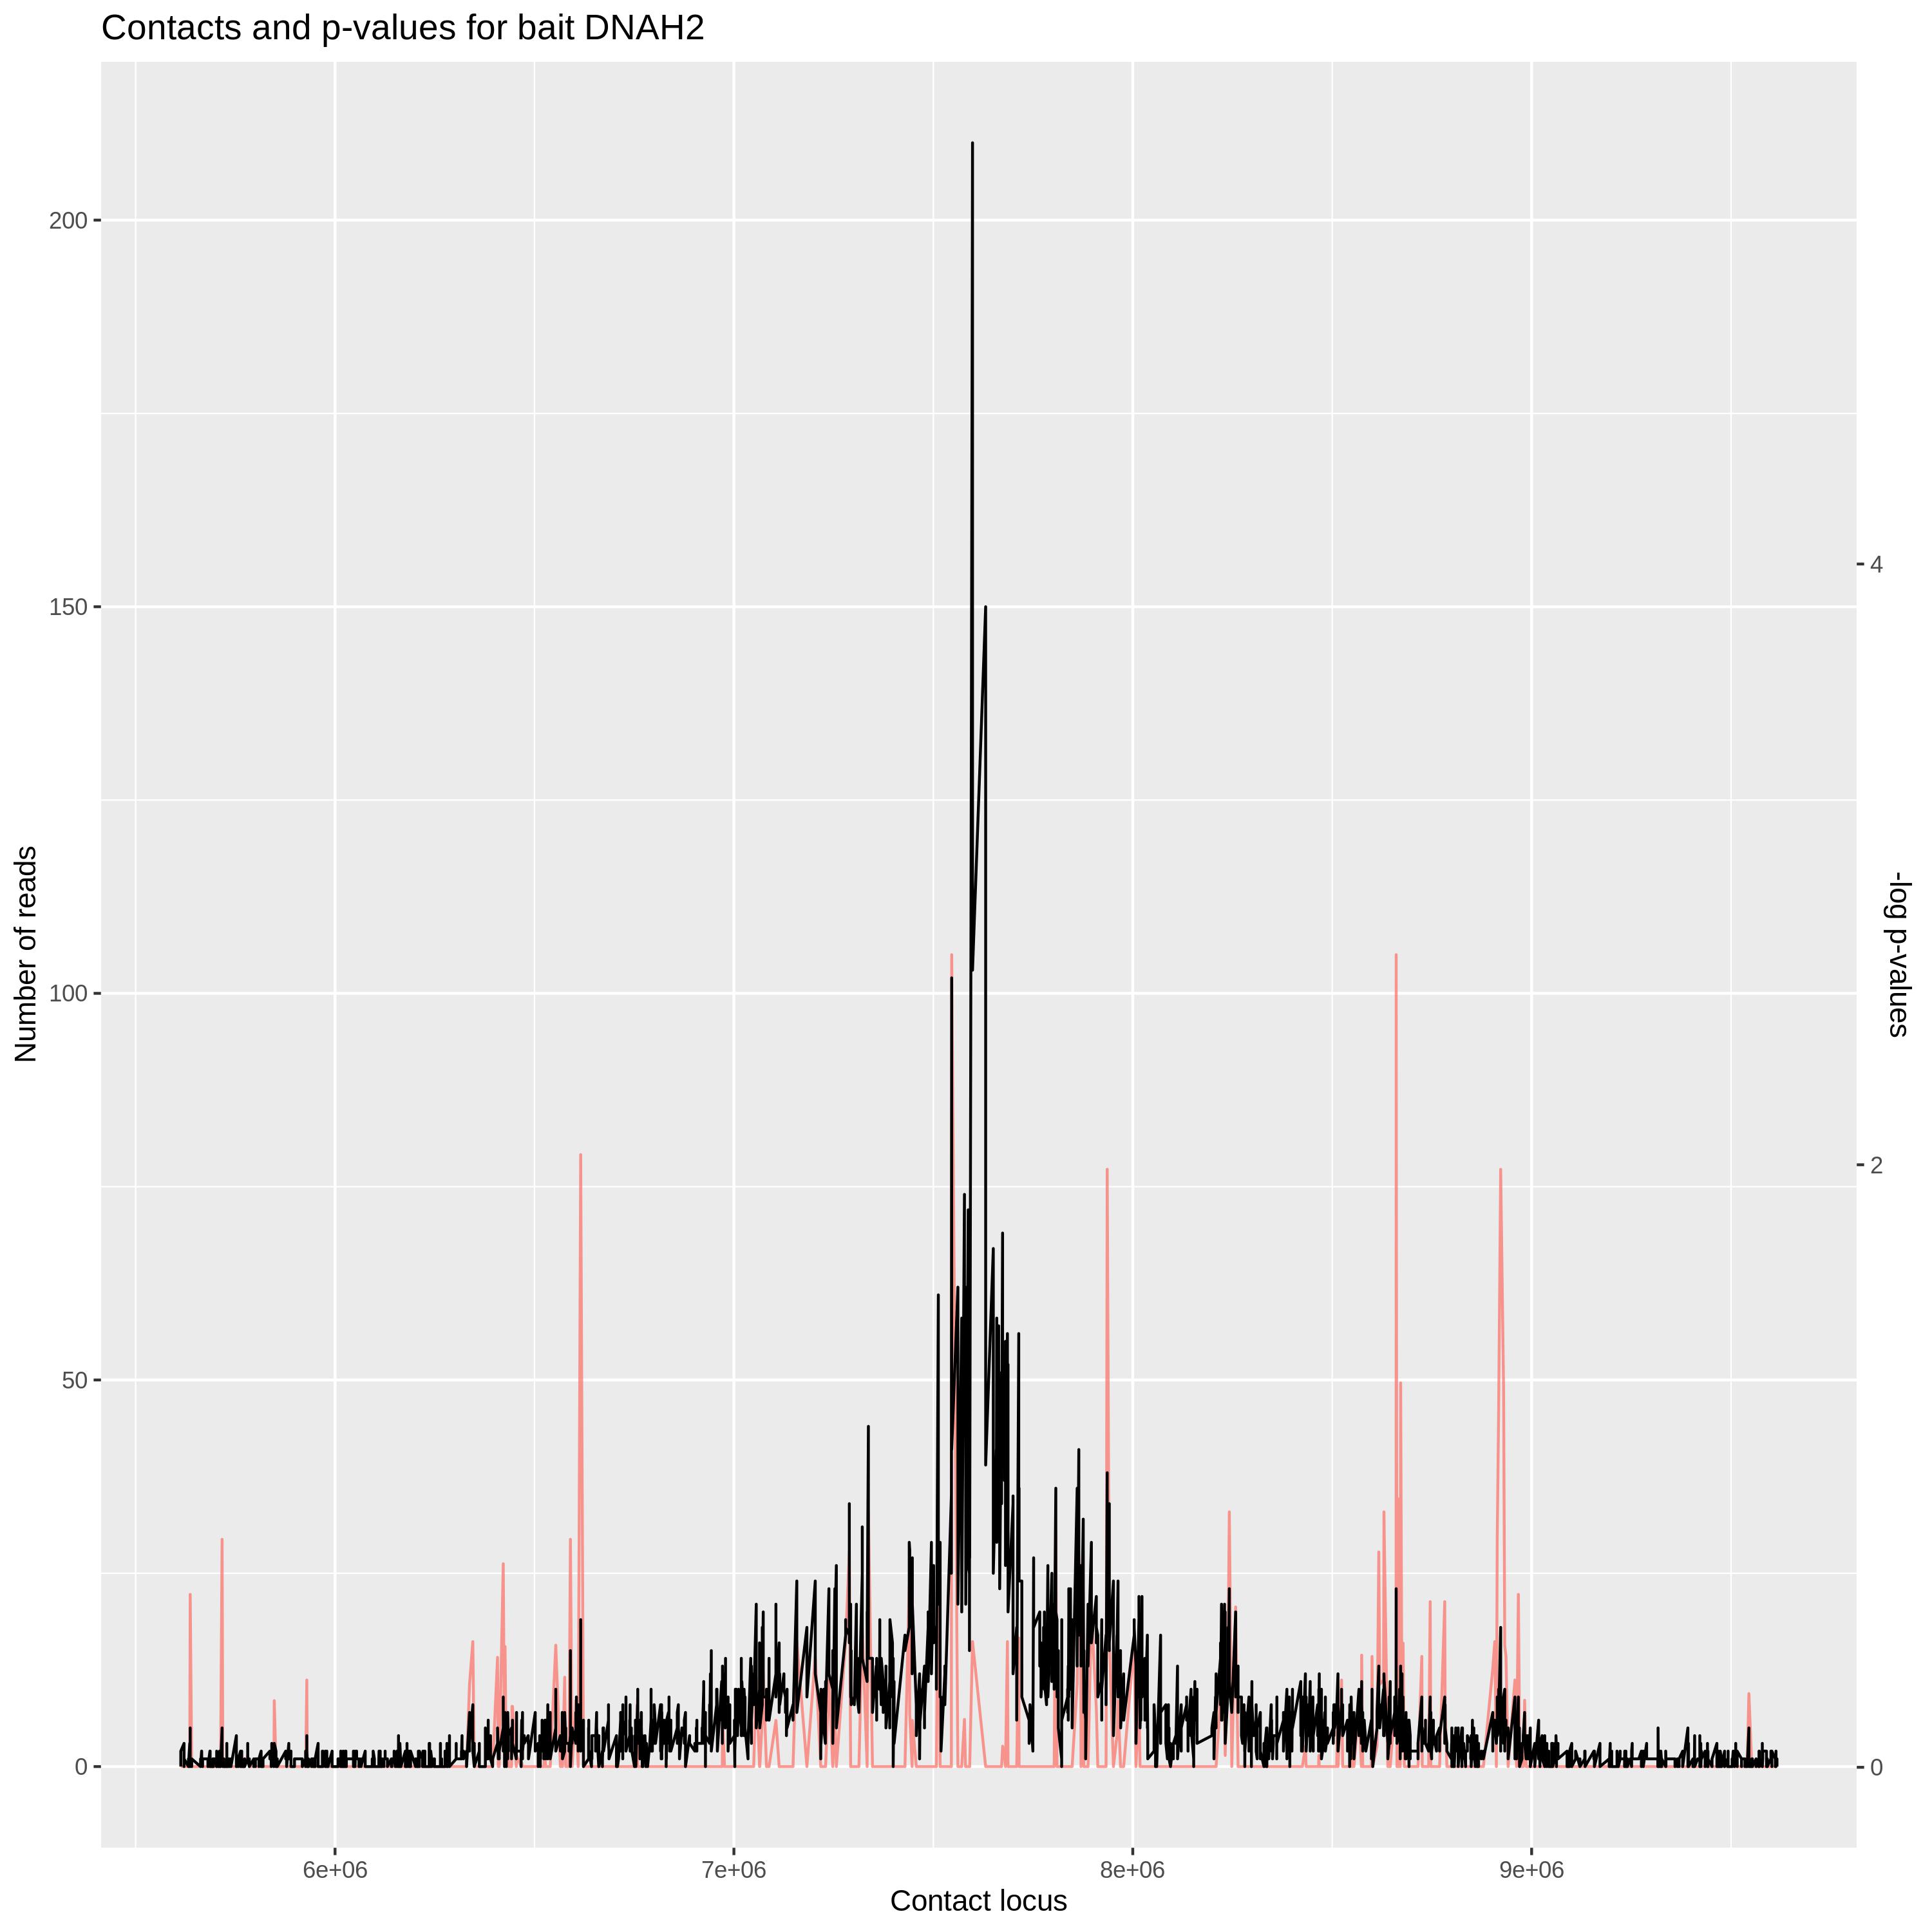 Contacts and p-values for bait DNAH2
Number of reads
200
150
100
50
0
4
2
0
-log p-values
6e+06
7e+06
8e+06
9e+06
Contact locus